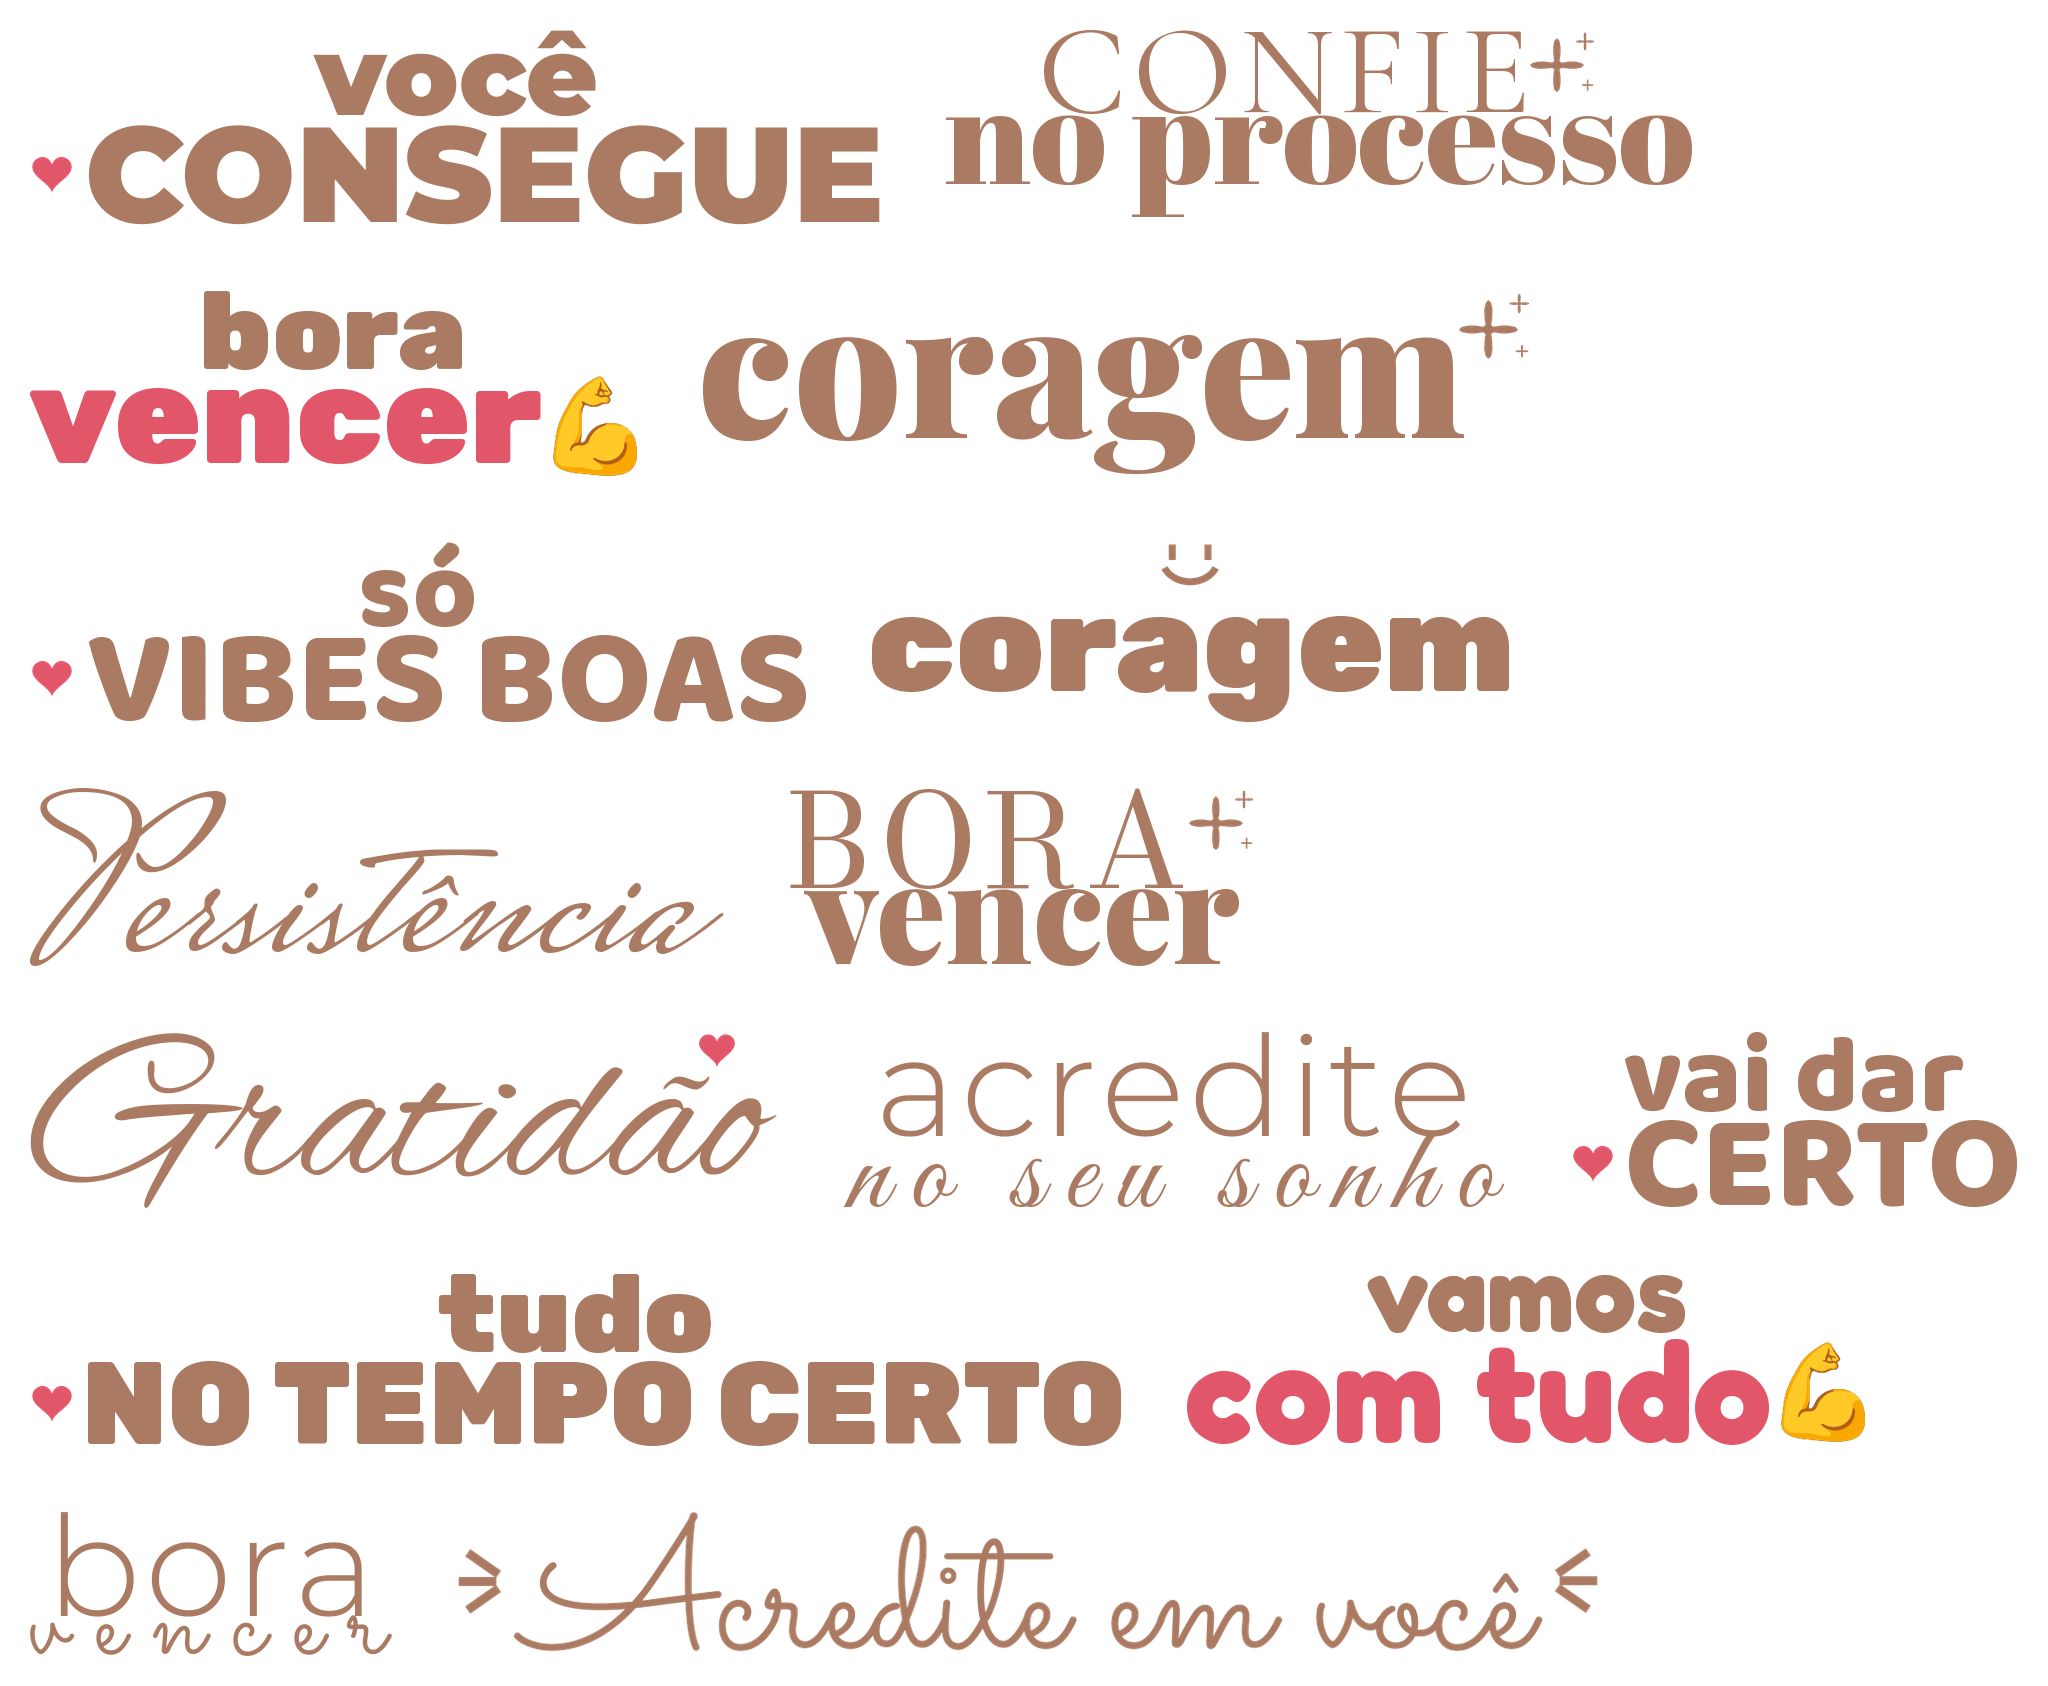 você
CONSEGUE
CONFIE
no processo
bora
vencer
coragem
só
VIBES BOAS
coragem
Persistência
BORA
vencer
Gratidão
acredite
no seu sonho
vai dar
CERTO
tudo
NO TEMPO CERTO
vamos
com tudo
bora
vencer
Acredite em você